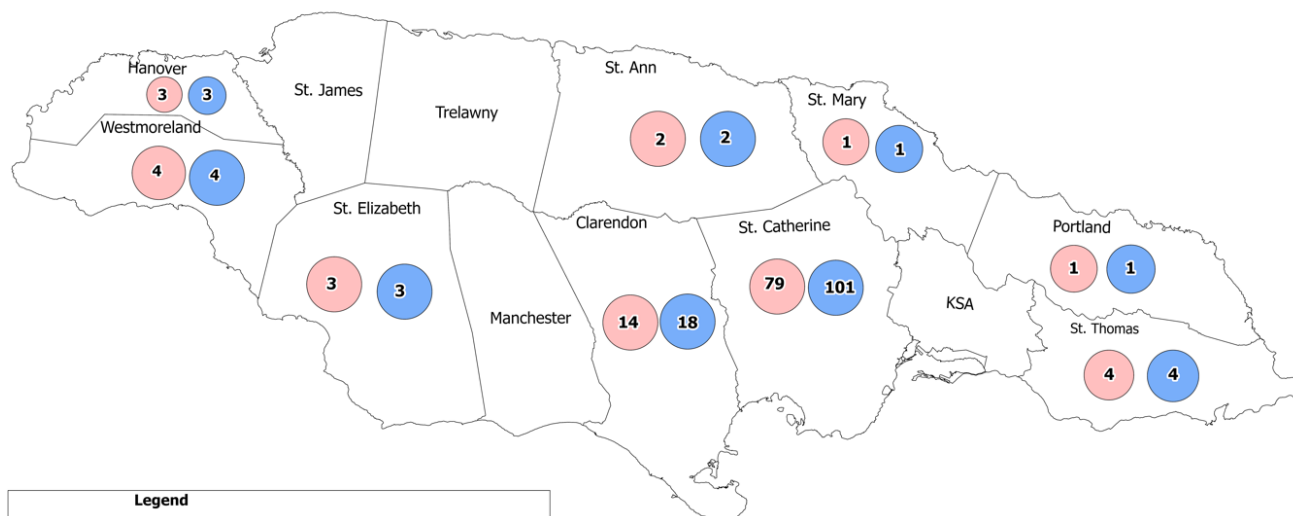 Hanover
3 3
Westmoreland
4 4
St. James
Trelawny
St. Ann
2 2
St. Mary
1 1
St. Elizabeth
3 3
Manchester
Clarendon
14 18
St. Catherine
79 101
KSA
Portland
1 1
St. Thomas
4 4
Legend